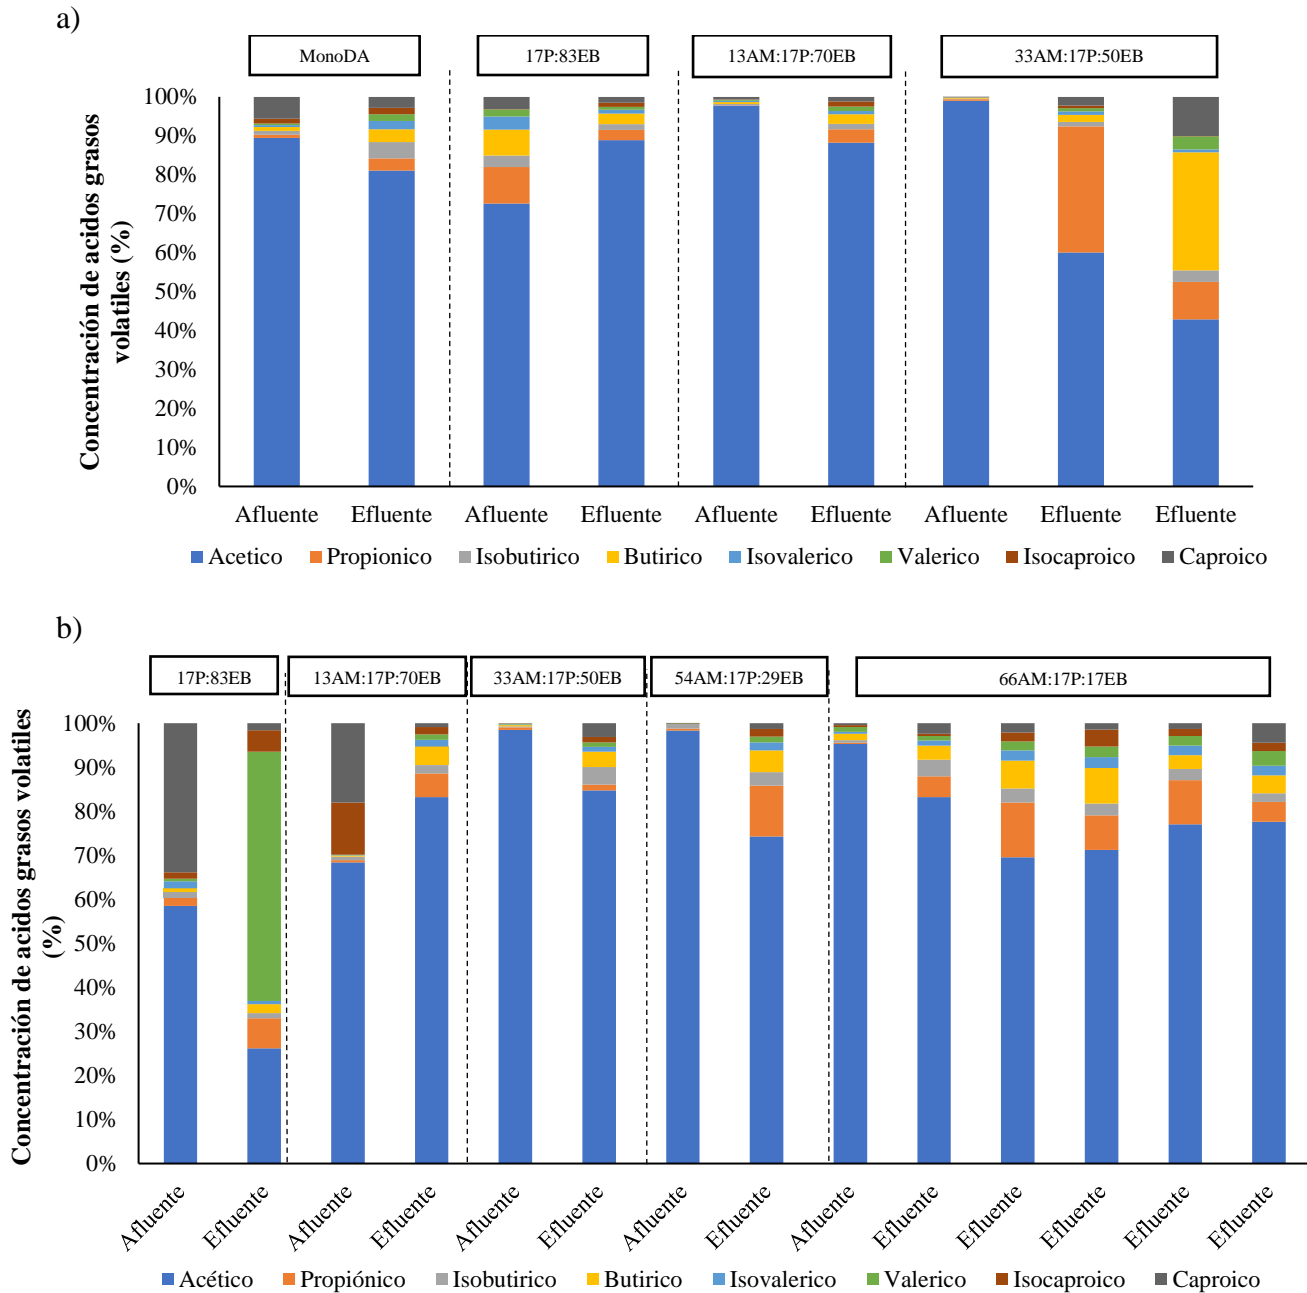 a)
MonoDA 17P:83EB 13AM:17P:70EB 33AM:17P:50EB
Concentración de acidos grasos
volatiles (%)
100%
90%
80%
70%
60%
50%
40%
30%
20%
10%
0%
Afluente Efluente Afluente Efluente Afluente Efluente Afluente Efluente Efluente
Acetico Propionico Isobutirico Butirico Isovalerico Valerico Isocaproico Caproico
b)
17P:83EB 13AM:17P:70EB 33AM:17P:50EB 54AM:17P:29EB 66AM:17P:17EB
Concentración de acidos grasos volatiles
(%)
100%
90%
80%
70%
60%
50%
40%
30%
20%
10%
0%
Afluente Efluente Afluente Efluente Afluente Efluente Afluente Efluente Afluente Efluente Efluente Efluente Efluente Efluente
Acético Propiónico Isobutirico Butirico Isovalerico Valerico Isocaproico Caproico